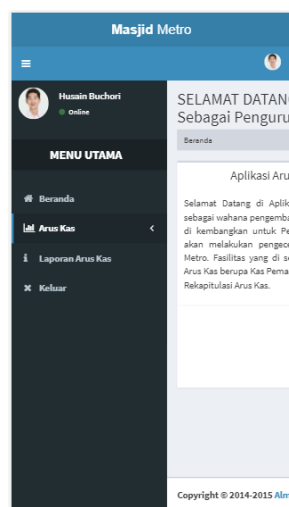 Masjid Metro
Husain Buchori
Online
MENU UTAMA
Beranda
Arus Kas
Laporan Arus Kas
Keluar
SELAMAT DATAN
Sebagai Penguru
Beranda
Aplikasi Aru
Selamat Datang di Aplik
sebagai wahana pengemba
di kembangkan untuk Pe
akan melakukan pengece
Metro. Fasilitas yang di s
Arus Kas berupa Kas Pema
Rekapitulasi Arus Kas.
Copyright © 2014-2015 Alm